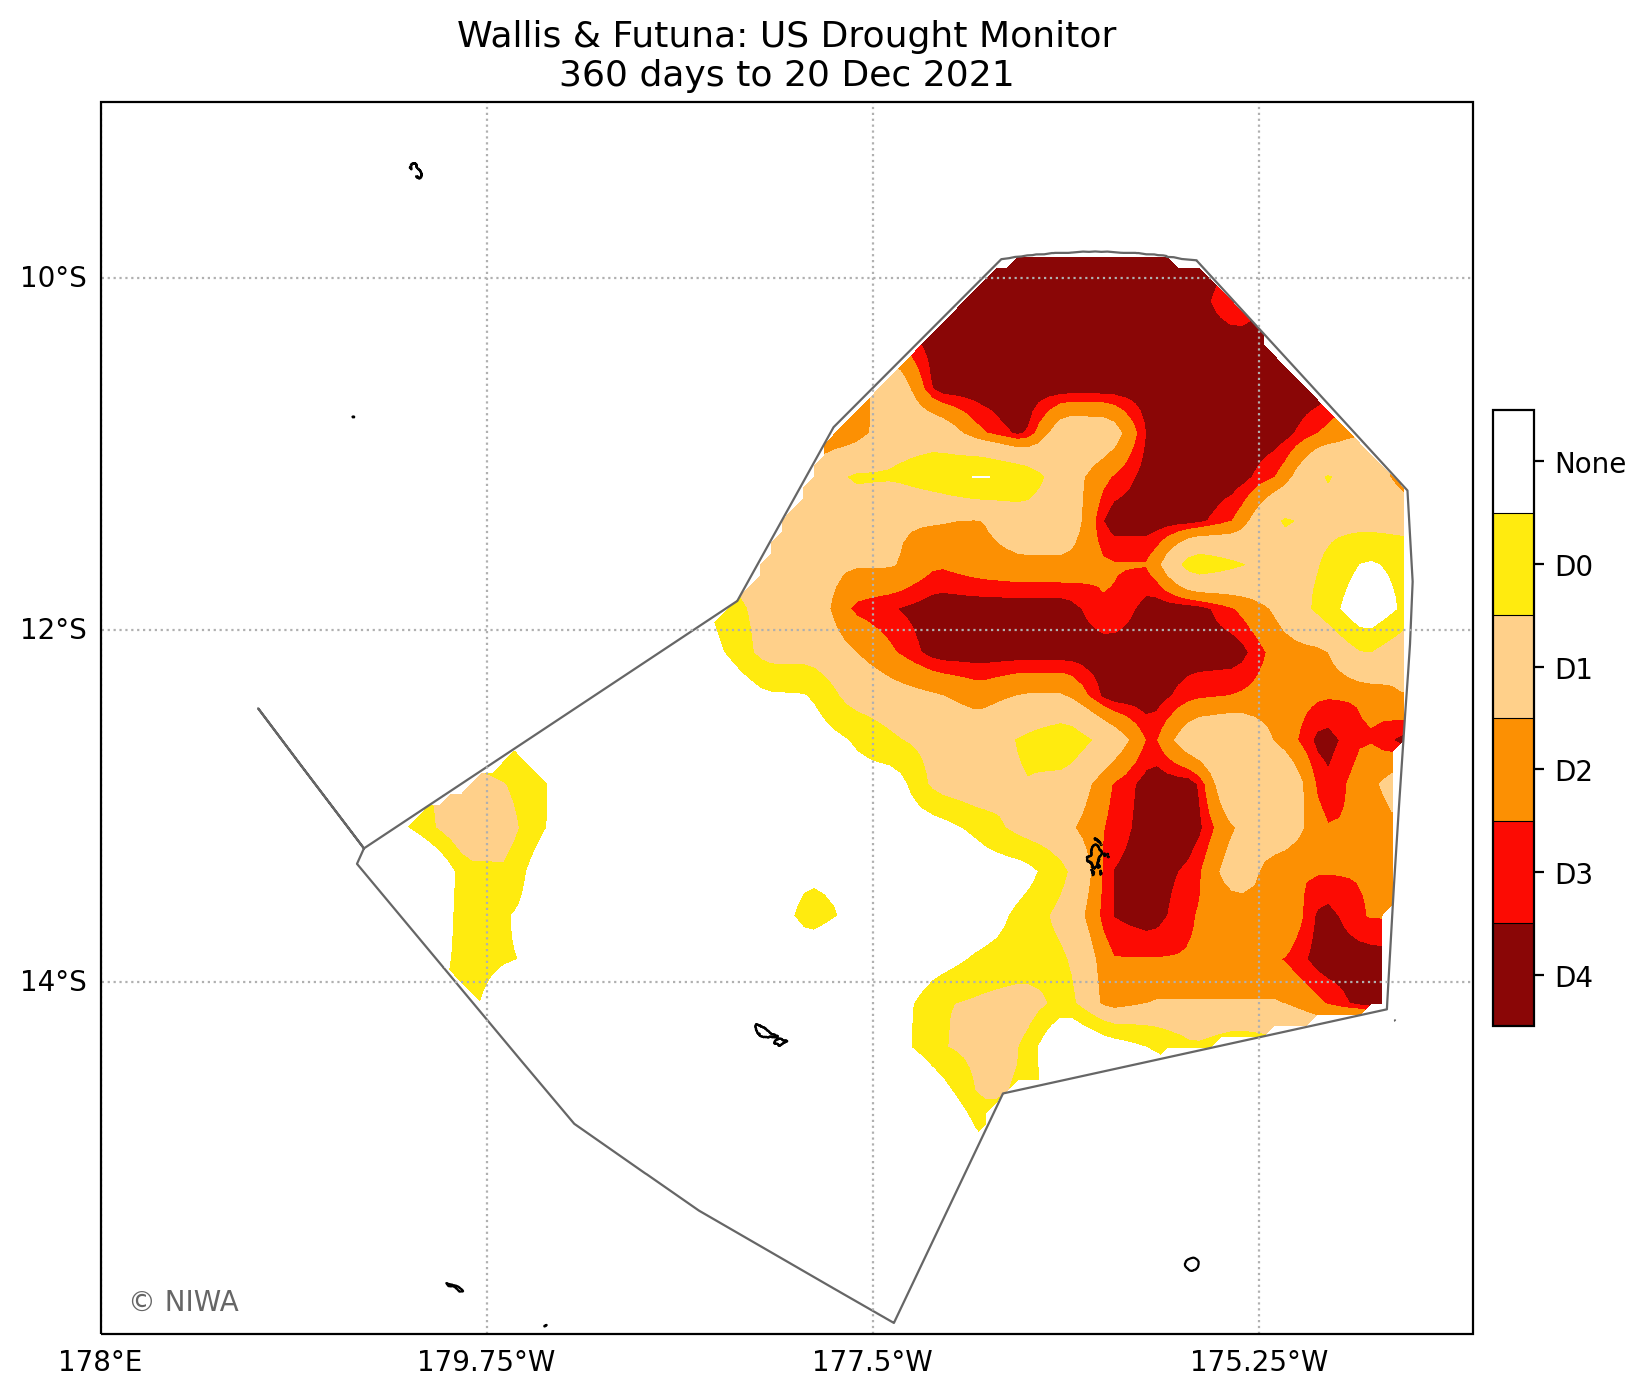 Wallis & Futuna: US Drought Monitor
360 days to 20 Dec 2021
10°S
12°S
14°S
178°E
179.75°W
177.5°W
175.25°W
None
D0
D1
D2
D3
D4
© NIWA